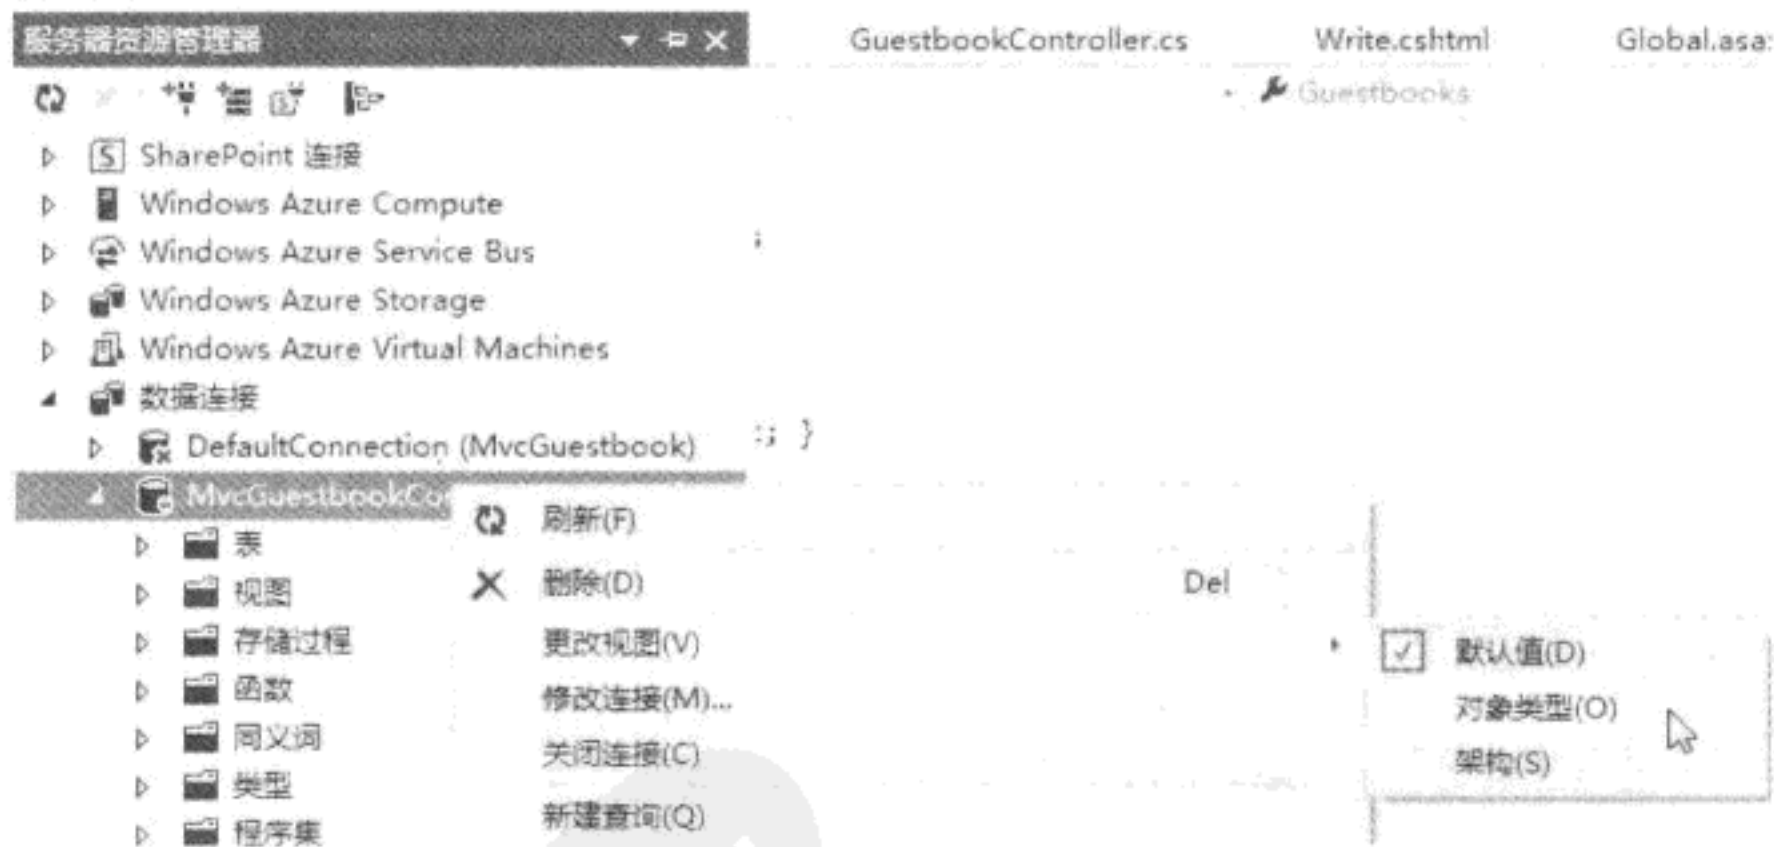 服务器资源管理器
GuestbookController.cs
Write.cshtml
Global.asa
Guestbooks
SharePoint 连接
Windows Azure Compute
Windows Azure Service Bus
;
Windows Azure Storage
Windows Azure Virtual Machines
数据连接
DefaultConnection (MvcGuestbook)
; }
MvcGuestbookCo
刷新(F)
表
删除(D)
Del
视图
更改视图(V)
默认值(D)
存储过程
修改连接(M)...
对象类型(O)
函数
关闭连接(C)
架构(S)
同义词
类型
新建查询(Q)
程序集